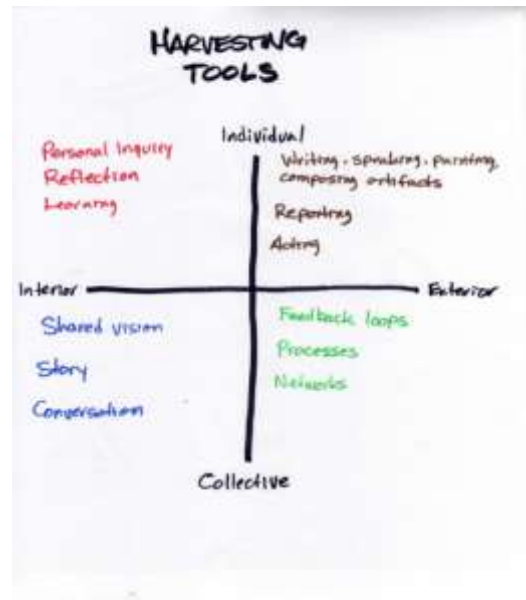 HARVESTING
TOOLS
Individual
Personal Inquiry
Reflection
Learning
Writing, speaking, painting,
composing artifacts
Reporting
Acting
Interior
Exterior
Shared vision
Story
Conversation
Feedback loops
Processes
Networks
Collective